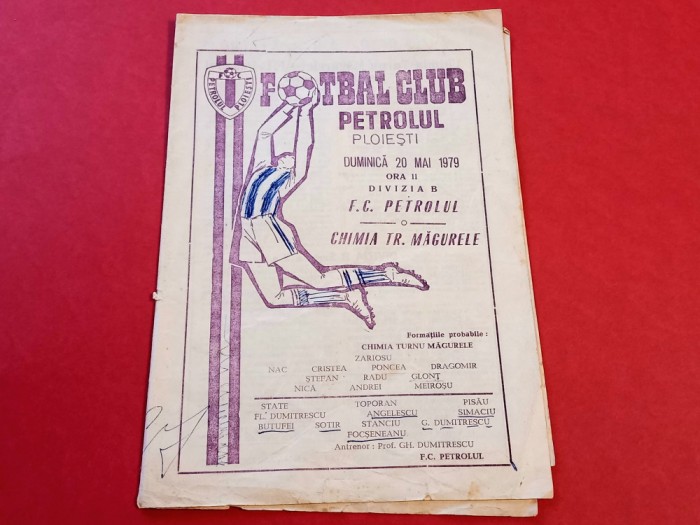 F.C.
PETROLUL
PLOIEȘTI
FOTBAL CLUB
PETROLUL
PLOIEȘTI
DUMINICĂ 20 MAI 1979
ORA 11
DIVIZIA B
F.C. PETROLUL
CHIMIA TR. MĂGURELE
Formațiile probabile :
CHIMIA TURNU MĂGURELE
ZARIOSU
NAC CRISTEA PONCEA DRAGOMIR
ȘTEFAN RADU GLONȚ
NICĂ ANDREI MEIROȘU
STATE TOPORAN PISĂU
FL. DUMITRESCU ANGELESCU SIMACIU
BUTUFEI SOTIR STANCIU G. DUMITRESCU
FOCȘENEANU
Antrenor : Prof. GH. DUMITRESCU
F.C. PETROLUL